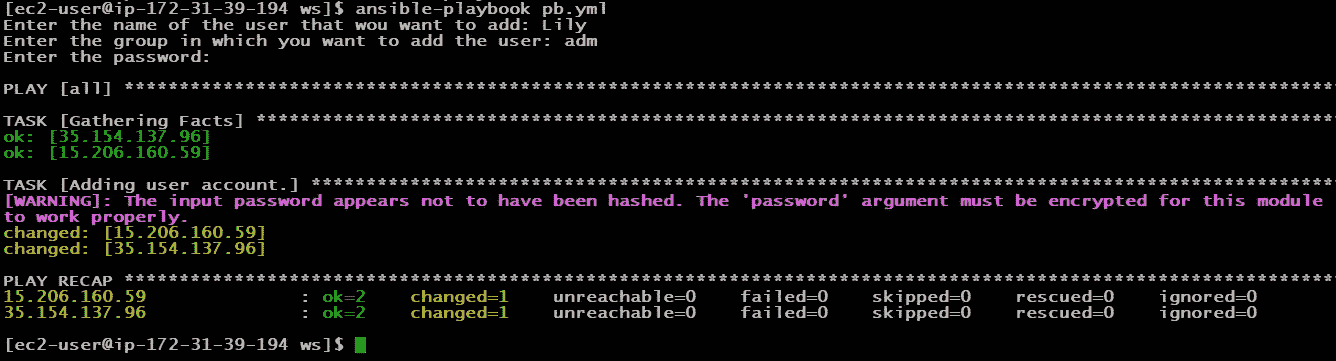 [ec2-user@ip-172-31-39-194 ws]$ ansible-playbook pb.yml
Enter the name of the user that wou want to add: Lily
Enter the group in which you want to add the user: adm
Enter the password:
PLAY [all] ****************************************************************************************************************
TASK [Gathering Facts] ****************************************************************************************************
ok: [35.154.137.96]
ok: [15.206.160.59]
TASK [Adding user account.] ***********************************************************************************************
[WARNING]: The input password appears not to have been hashed. The 'password' argument must be encrypted for this module
to work properly.
changed: [15.206.160.59]
changed: [35.154.137.96]
PLAY RECAP ****************************************************************************************************************
15.206.160.59 : ok=2 changed=1 unreachable=0 failed=0 skipped=0 rescued=0 ignored=0
35.154.137.96 : ok=2 changed=1 unreachable=0 failed=0 skipped=0 rescued=0 ignored=0
[ec2-user@ip-172-31-39-194 ws]$